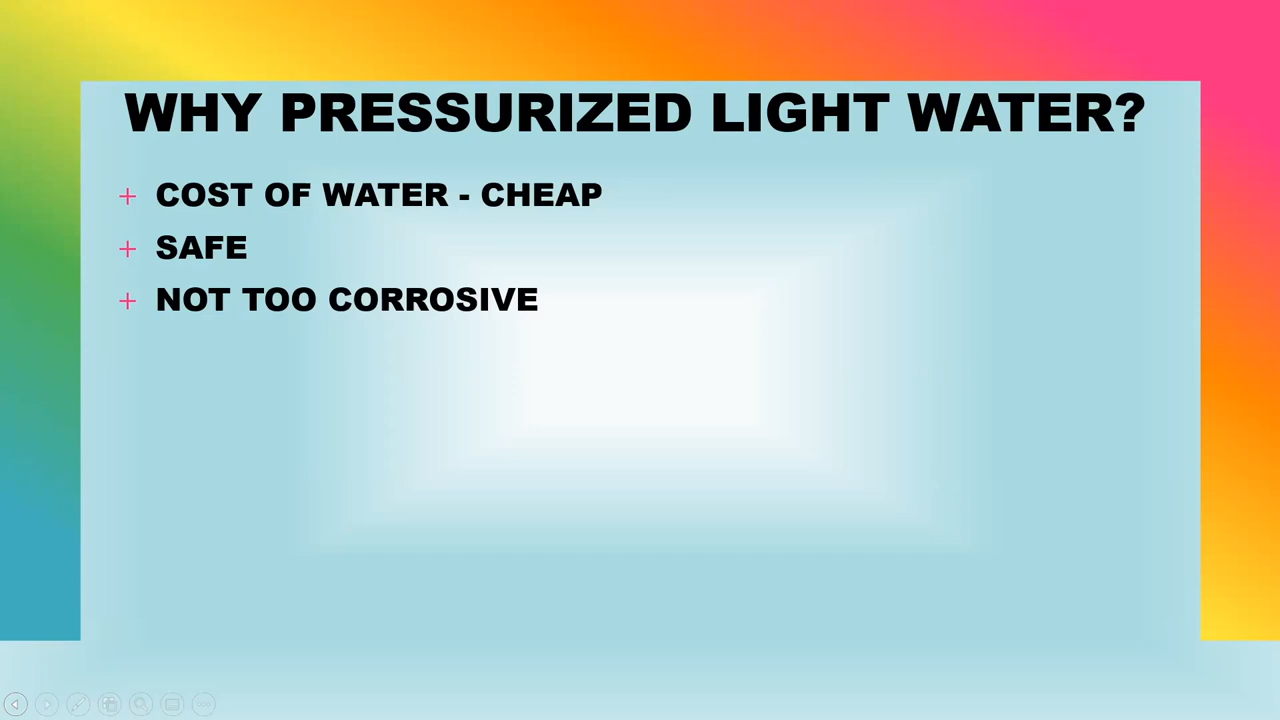 WHY PRESSURIZED LIGHT WATER?
+ COST OF WATER - CHEAP
+ SAFE
+ NOT TOO CORROSIVE